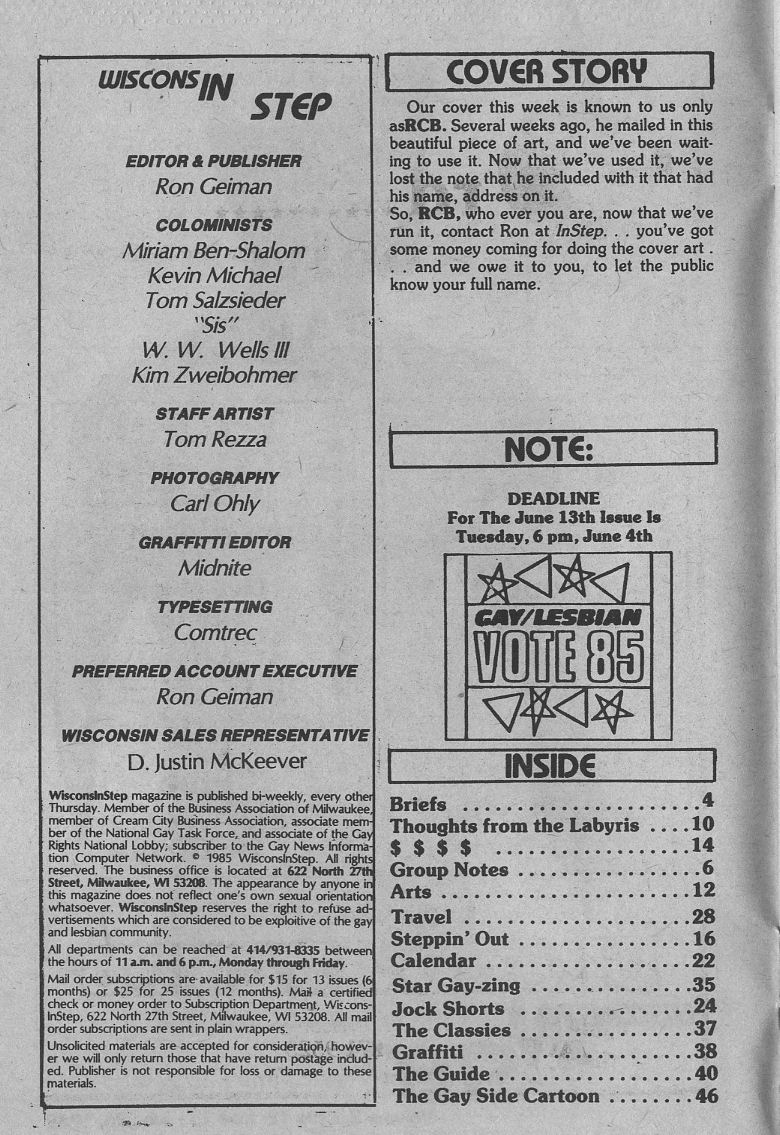 WISCONSIN
STEP
EDITOR & PUBLISHER
Ron Geiman
COLOMINISTS
Miriam Ben-Shalom
Kevin Michael
Tom Salzsieder
"Sis"
W. W. Wells III
Kim Zweibohmer
STAFF ARTIST
Tom Rezza
PHOTOGRAPHY
Carl Ohly
GRAFFITTI EDITOR
Midnite
TYPESETTING
Comtrec
PREFERRED ACCOUNT EXECUTIVE
Ron Geiman
WISCONSIN SALES REPRESENTATIVE
D. Justin McKeever
WisconsInStep magazine is published bi-weekly, every other
Thursday. Member of the Business Association of Milwaukee,
member of Cream City Business Association, associate mem-
ber of the National Gay Task Force, and associate of the Gay
Rights National Lobby; subscriber to the Gay News Informa-
tion Computer Network. © 1985 WisconsInStep. All rights
reserved. The business office is located at 622 North 27th
Street, Milwaukee, WI 53208. The appearance by anyone in
this magazine does not reflect one's own sexual orientation
whatsoever. WisconsInStep reserves the right to refuse ad-
vertisements which are considered to be exploitive of the gay
and lesbian community.
All departments can be reached at 414/931-8335 between
the hours of 11 a.m. and 6 p.m., Monday through Friday.
Mail order subscriptions are available for $15 for 13 issues (6
months) or $25 for 25 issues (12 months). Mail a certified
check or money order to Subscription Department, Wiscons-
InStep, 622 North 27th Street, Milwaukee, WI 53208. All mail
order subscriptions are sent in plain wrappers.
Unsolicited materials are accepted for consideration, howev-
er we will only return those that have return postage includ-
ed. Publisher is not responsible for loss or damage to these
materials.
COVER STORY
Our cover this week is known to us only
asRCB. Several weeks ago, he mailed in this
beautiful piece of art, and we've been wait-
ing to use it. Now that we've used it, we've
lost the note that he included with it that had
his name, address on it.
So, RCB, who ever you are, now that we've
run it, contact Ron at InStep. . . you've got
some money coming for doing the cover art .
. . and we owe it to you, to let the public
know your full name.
NOTE:
DEADLINE
For The June 13th Issue Is
Tuesday, 6 pm, June 4th
GAY/LESBIAN
VOTE 85
INSIDE
Briefs ........................4
Thoughts from the Labyris ....10
$ $ $ $ ....................14
Group Notes ..................6
Arts .........................12
Travel .......................28
Steppin' Out .................16
Calendar .....................22
Star Gay-zing ................35
Jock Shorts ..................24
The Classies .................37
Graffiti .....................38
The Guide ....................40
The Gay Side Cartoon ........46